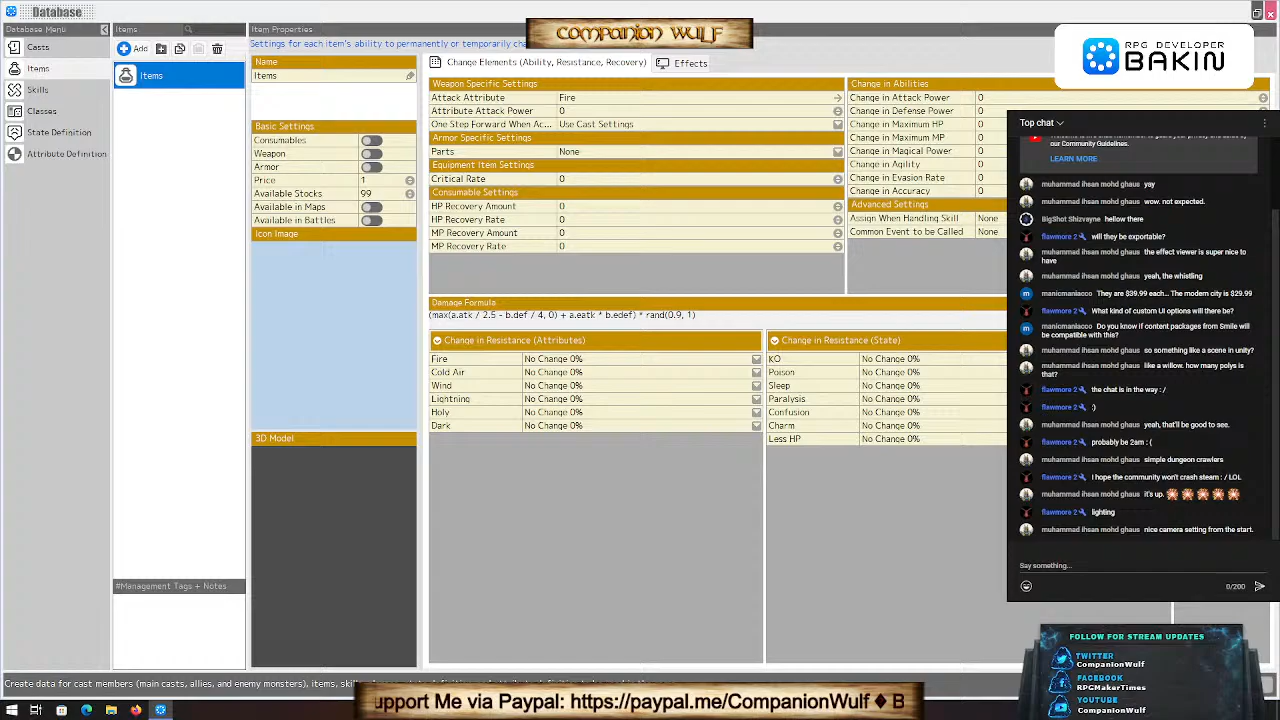 Database
Database Menu
Casts
Items
Skills
Classes
State Definition
Attribute Definition
Items
Add
Items
#Management Tags + Notes
Item Properties
Settings for each item's ability to permanently or temporarily cha
Name
Items
Basic Settings
Consumables
Weapon
Armor
Price 1
Available Stocks 99
Available in Maps
Available in Battles
Icon Image
3D Model
COMPANION WULF
Change Elements (Ability, Resistance, Recovery)
Effects
Weapon Specific Settings
Attack Attribute Fire
Attribute Attack Power 0
One Step Forward When Ac... Use Cast Settings
Armor Specific Settings
Parts None
Equipment Item Settings
Critical Rate 0
Consumable Settings
HP Recovery Amount 0
HP Recovery Rate 0
MP Recovery Amount 0
MP Recovery Rate 0
Change in Abilities
Change in Attack Power 0
Change in Defense Power 0
Change in Maximum HP 0
Change in Maximum MP 0
Change in Magical Power 0
Change in Agility 0
Change in Evasion Rate 0
Change in Accuracy 0
Advanced Settings
Assign When Handling Skill None
Common Event to be Called None
Damage Formula
(max(a.atk / 2.5 - b.def / 4, 0) + a.eatk * b.edef) * rand(0.9, 1)
Change in Resistance (Attributes)
Fire No Change 0%
Cold Air No Change 0%
Wind No Change 0%
Lightning No Change 0%
Holy No Change 0%
Dark No Change 0%
Change in Resistance (State)
KO No Change 0%
Poison No Change 0%
Sleep No Change 0%
Paralysis No Change 0%
Confusion No Change 0%
Charm No Change 0%
Less HP No Change 0%
RPG DEVELOPER
BAKIN
Top chat
our Community Guidelines.
LEARN MORE
muhammad ihsan mohd ghaus yay
muhammad ihsan mohd ghaus wow. not expected.
BigShot Shizvayne hellow there
flawmore 2 will they be exportable?
muhammad ihsan mohd ghaus the effect viewer is super nice to
have
muhammad ihsan mohd ghaus yeah, the whistling
manicmaniacco They are $39.99 each... The modern city is $29.99
flawmore 2 What kind of custom UI options will there be?
manicmaniacco Do you know if content packages from Smile will
be compatible with this?
muhammad ihsan mohd ghaus so something like a scene in unity?
muhammad ihsan mohd ghaus like a willow. how many polys is
that?
flawmore 2 the chat is in the way : /
flawmore 2 :)
muhammad ihsan mohd ghaus yeah, that'll be good to see.
flawmore 2 probably be 2am : (
muhammad ihsan mohd ghaus simple dungeon crawlers
flawmore 2 I hope the community won't crash steam : / LOL
muhammad ihsan mohd ghaus it's up.
flawmore 2 lighting
muhammad ihsan mohd ghaus nice camera setting from the start.
Say something...
0/200
FOLLOW FOR STREAM UPDATES
TWITTER
CompanionWulf
FACEBOOK
RPGMakerTimes
YOUTUBE
CompanionWulf
Create data for cast members (main casts, allies, and enemy monsters), items, skills,
upport Me via Paypal: https://paypal.me/CompanionWulf ♦ B